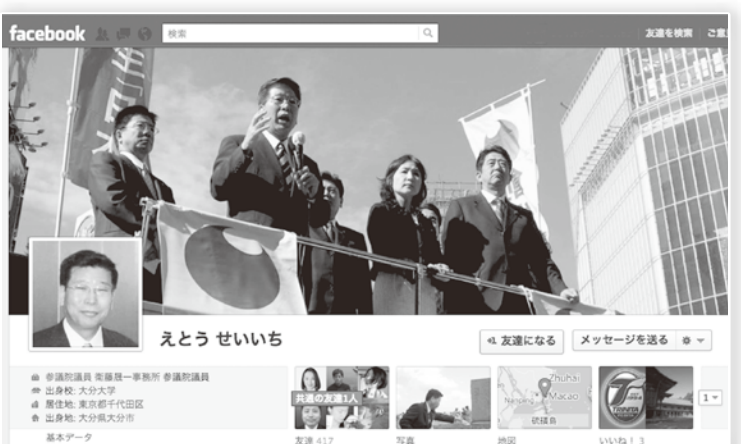 facebook
検索
友達を検索
えとう せいいち
友達になる
メッセージを送る
参議院議員 衛藤晟一事務所 参議院議員
出身校: 大分大学
居住地: 東京都千代田区
出身地: 大分県大分市
基本データ
共通の友達1人
友達 417
写真
Zhuhai
Macao
地図
いいね! 3
1